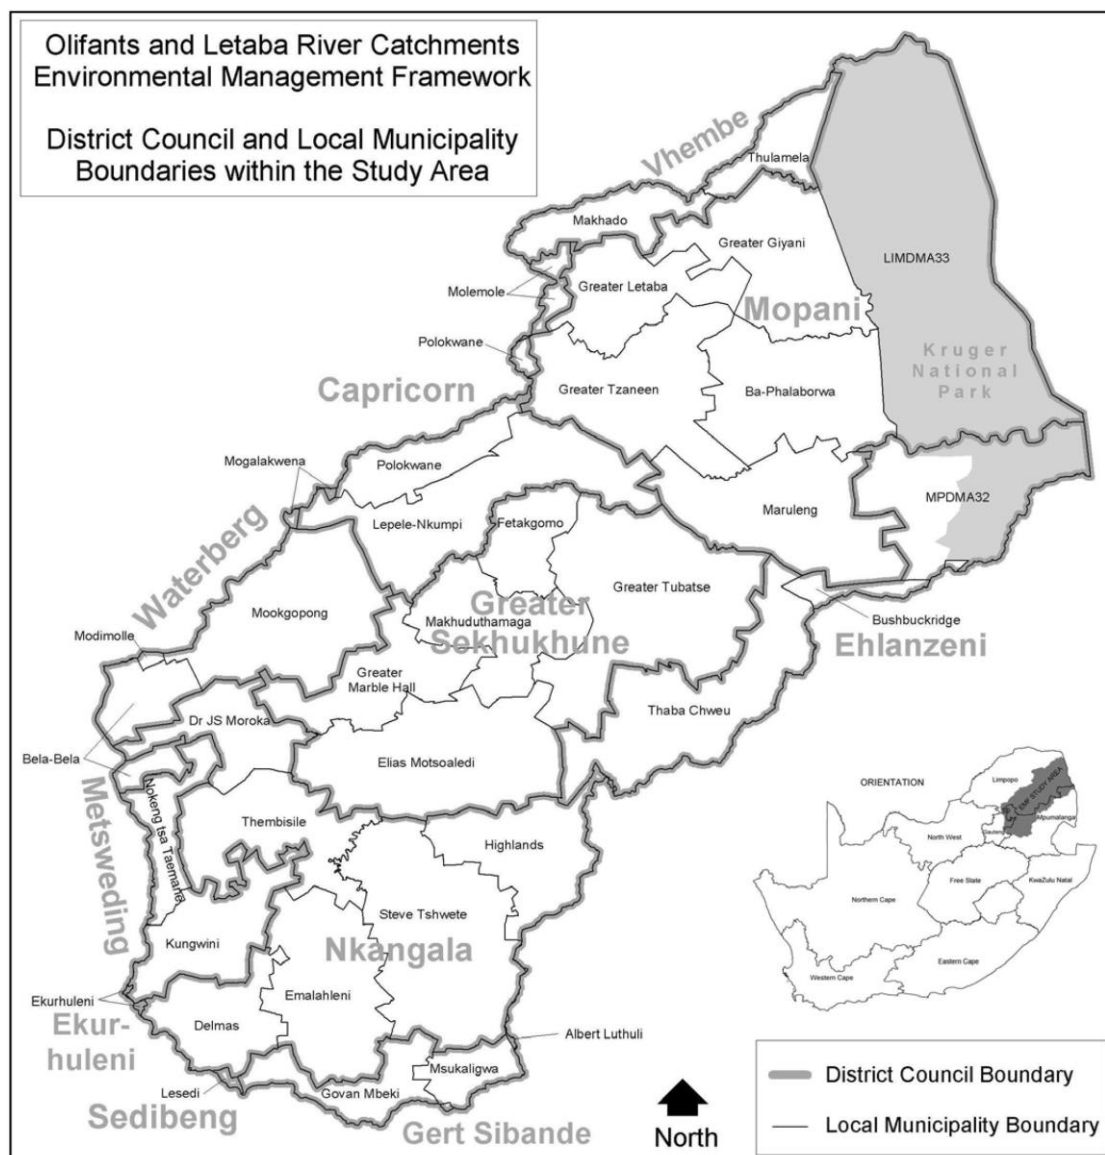 Olifants and Letaba River Catchments
Environmental Management Framework
District Council and Local Municipality
Boundaries within the Study Area
Vhembe
Thulamela
Makhado
Greater Giyani
LIMDMA33
Molemole
Greater Letaba
Mopani
Polokwane
Kruger
National
Park
Capricorn
Greater Tzaneen
Ba-Phalaborwa
Mogalakwena
Polokwane
Maruleng
MPDMA32
Waterberg
Lepele-Nkumpi
Fetakgomo
Greater Tubatse
Mookgopong
Makhuduthamaga
Greater
Sekhukhune
Bushbuckridge
Ehlanzeni
Modimolle
Greater
Marble Hall
Dr JS Moroka
Thaba Chweu
Bela-Bela
Elias Motsoaledi
Metsweding
Nokeng tsa Taemane
Thembisile
Highlands
Steve Tshwete
Kungwini
Nkangala
Ekurhuleni
Emalahleni
Ekur-
huleni
Delmas
Albert Luthuli
Msukaligwa
Lesedi
Govan Mbeki
Sedibeng
Gert Sibande
ORIENTATION
Limpopo
EMF STUDY AREA
Mpumalanga
North West
Gauteng
Free State
KwaZulu Natal
Northern Cape
Eastern Cape
Western Cape
North
District Council Boundary
Local Municipality Boundary